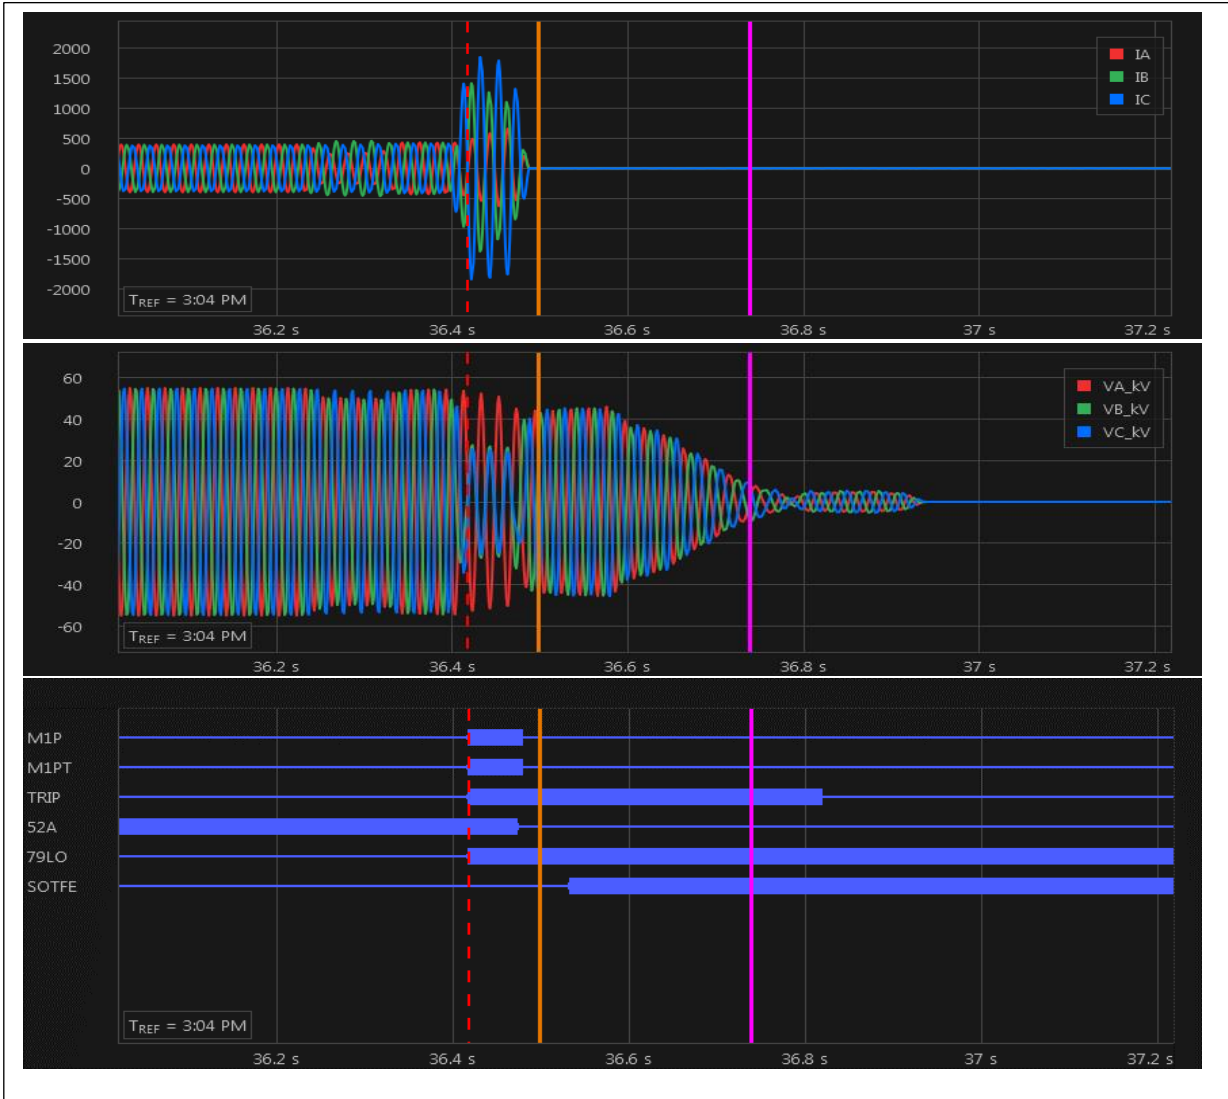 2000
1500
1000
500
0
-500
-1000
-1500
-2000
IA
IB
IC
TREF = 3:04 PM
36.2 s 36.4 s 36.6 s 36.8 s 37 s 37.2 s
60
40
20
0
-20
-40
-60
VA_kV
VB_kV
VC_kV
TREF = 3:04 PM
36.2 s 36.4 s 36.6 s 36.8 s 37 s 37.2 s
M1P
M1PT
TRIP
52A
79LO
SOTFE
TREF = 3:04 PM
36.2 s 36.4 s 36.6 s 36.8 s 37 s 37.2 s